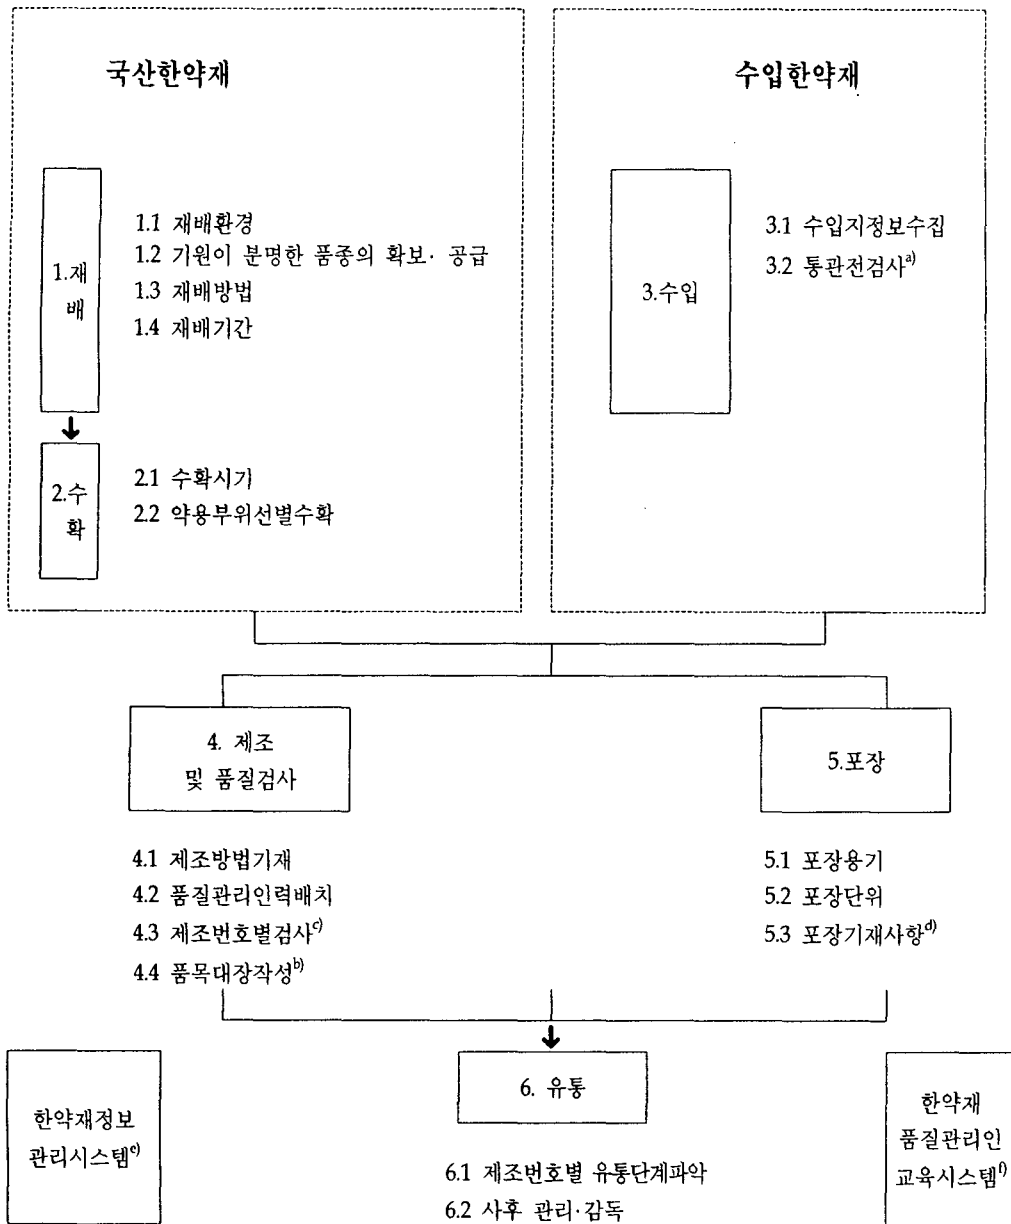 국산한약재
1.재
배
1.1 재배환경
1.2 기원이 분명한 품종의 확보· 공급
1.3 재배방법
1.4 재배기간
2.수
확
2.1 수확시기
2.2 약용부위선별수확
수입한약재
3.수입
3.1 수입지정보수집
3.2 통관전검사a)
4. 제조
및 품질검사
4.1 제조방법기재
4.2 품질관리인력배치
4.3 제조번호별검사c)
4.4 품목대장작성b)
5.포장
5.1 포장용기
5.2 포장단위
5.3 포장기재사항d)
한약재정보
관리시스템e)
6. 유통
6.1 제조번호별 유통단계파악
6.2 사후 관리·감독
한약재
품질관리인
교육시스템f)